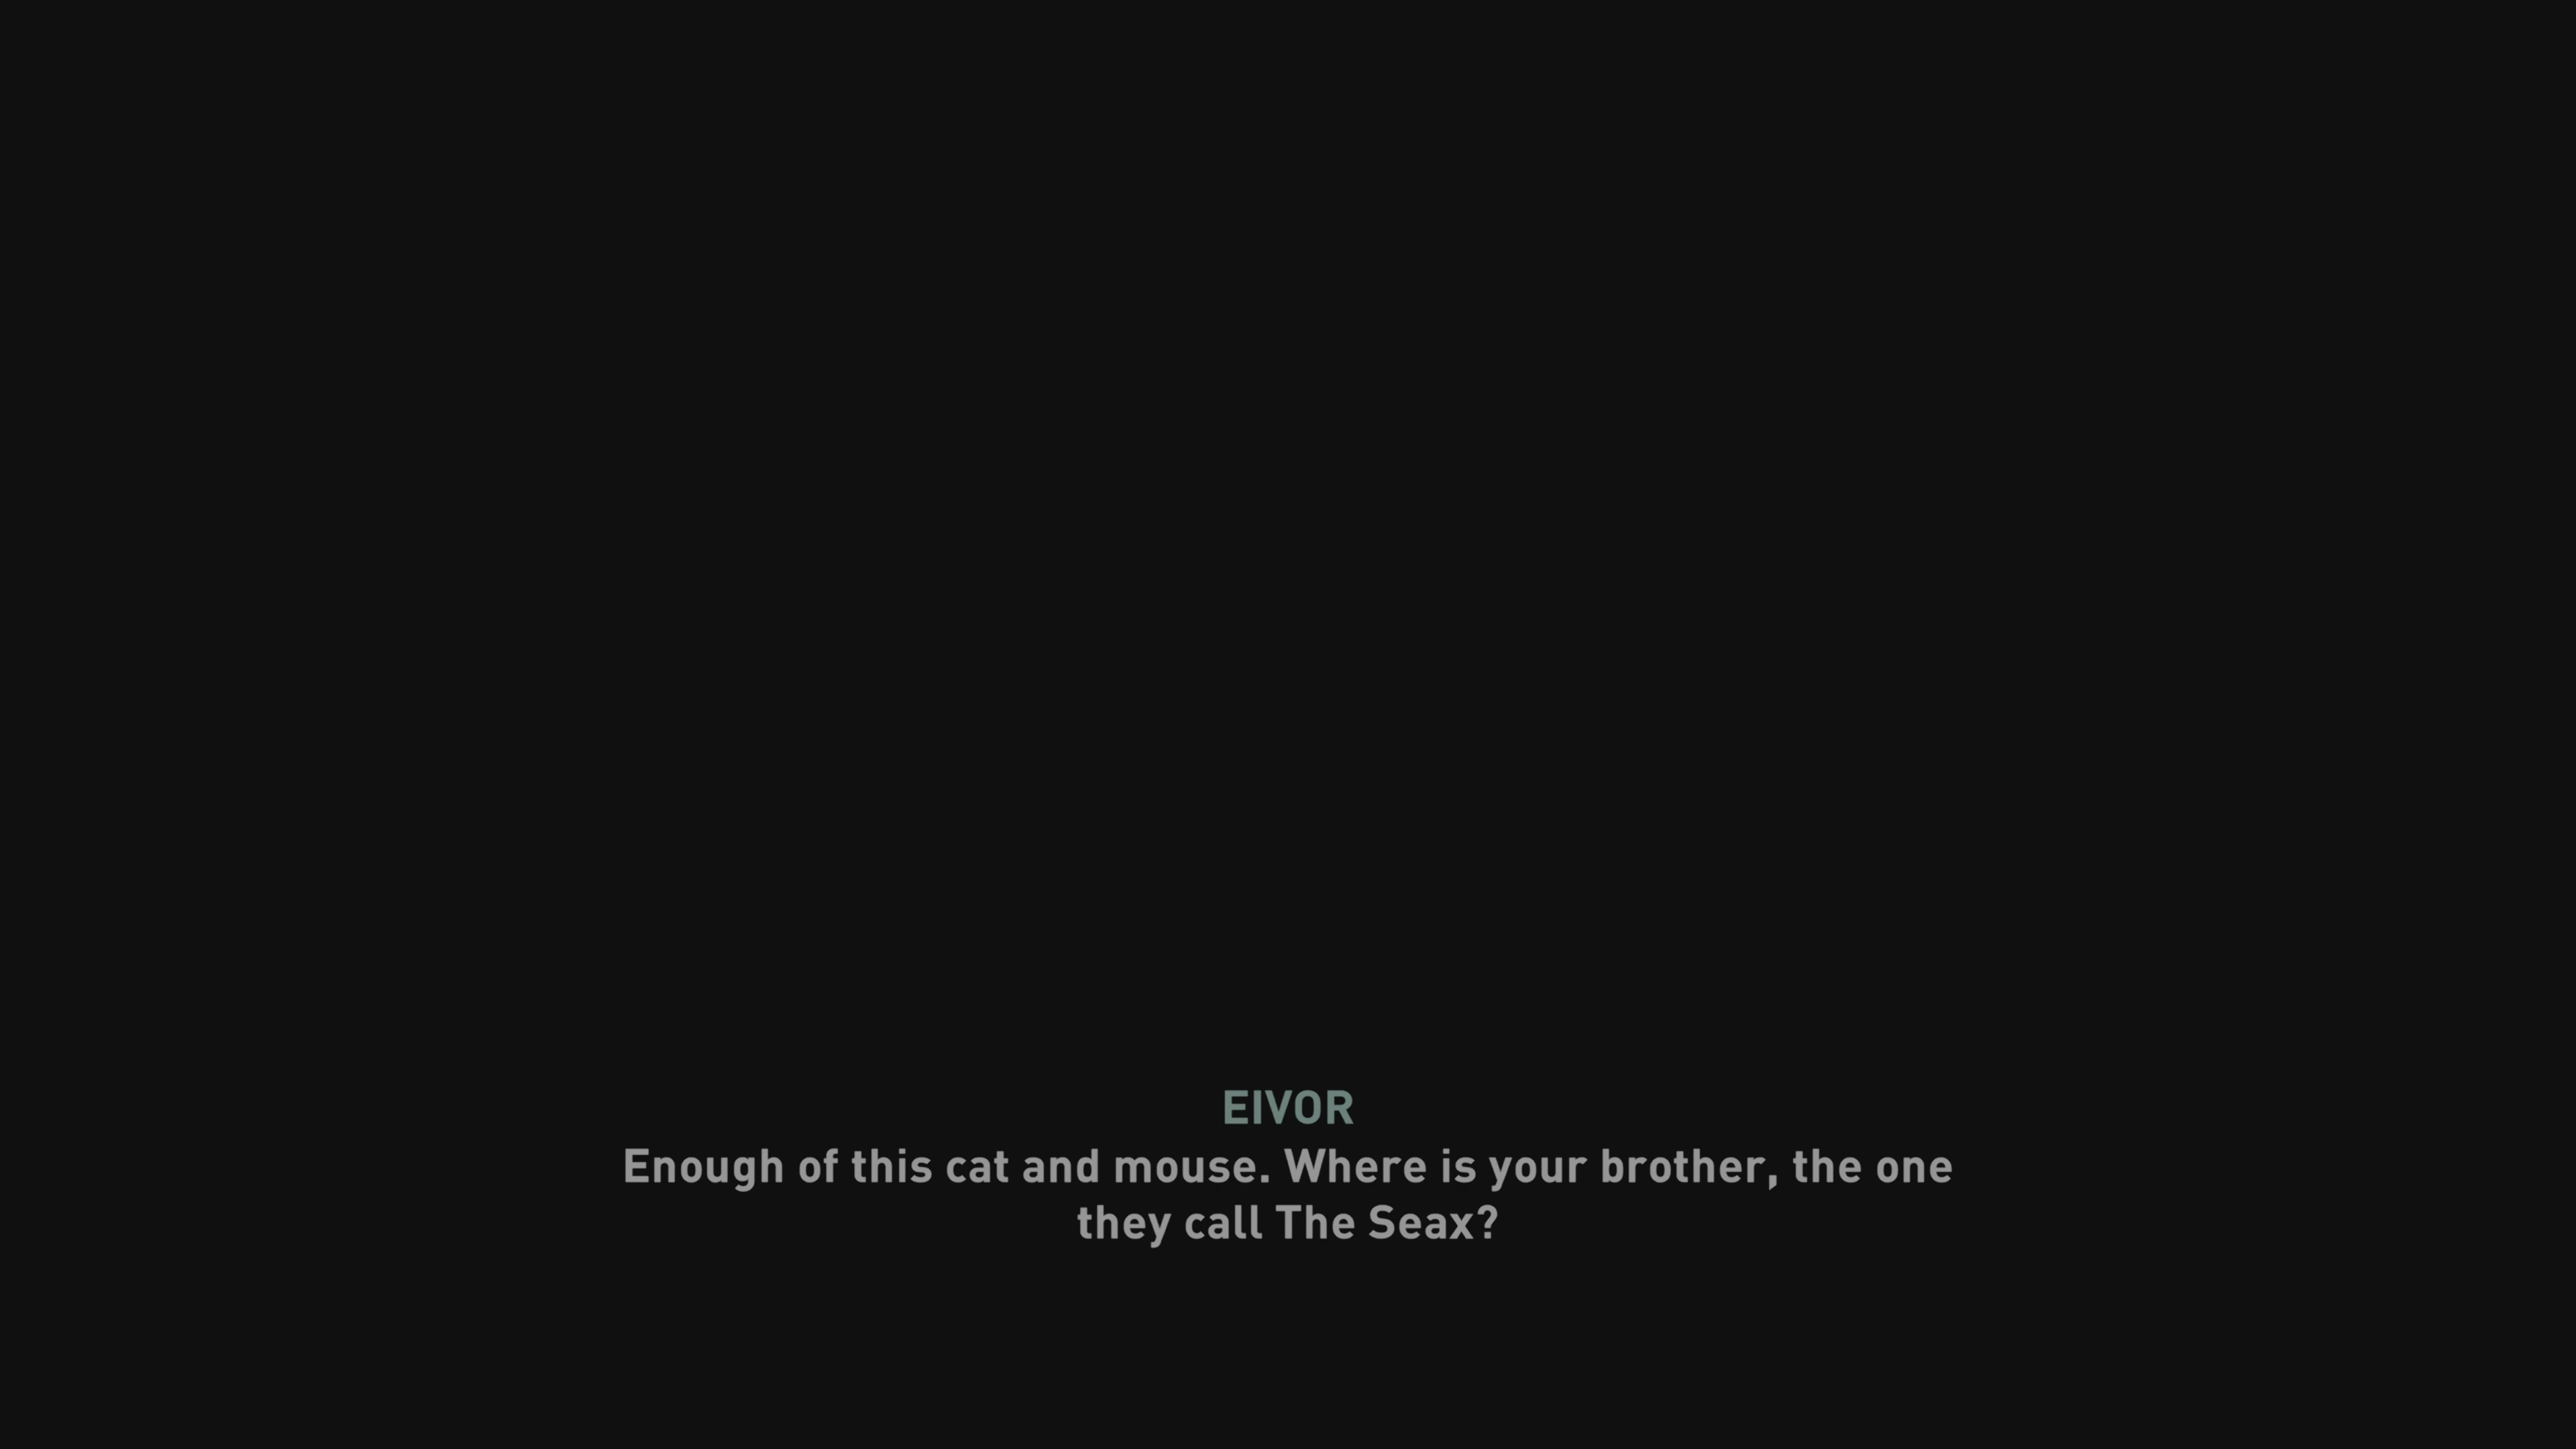 EIVOR
Enough of this cat and mouse. Where is your brother, the one
they call The Seax?